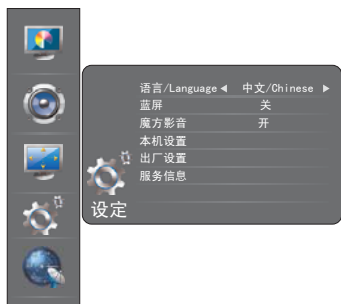 语言/Language ◀ 中文/Chinese ▶
蓝屏 关
魔方影音 开
本机设置
出厂设置
服务信息
设定